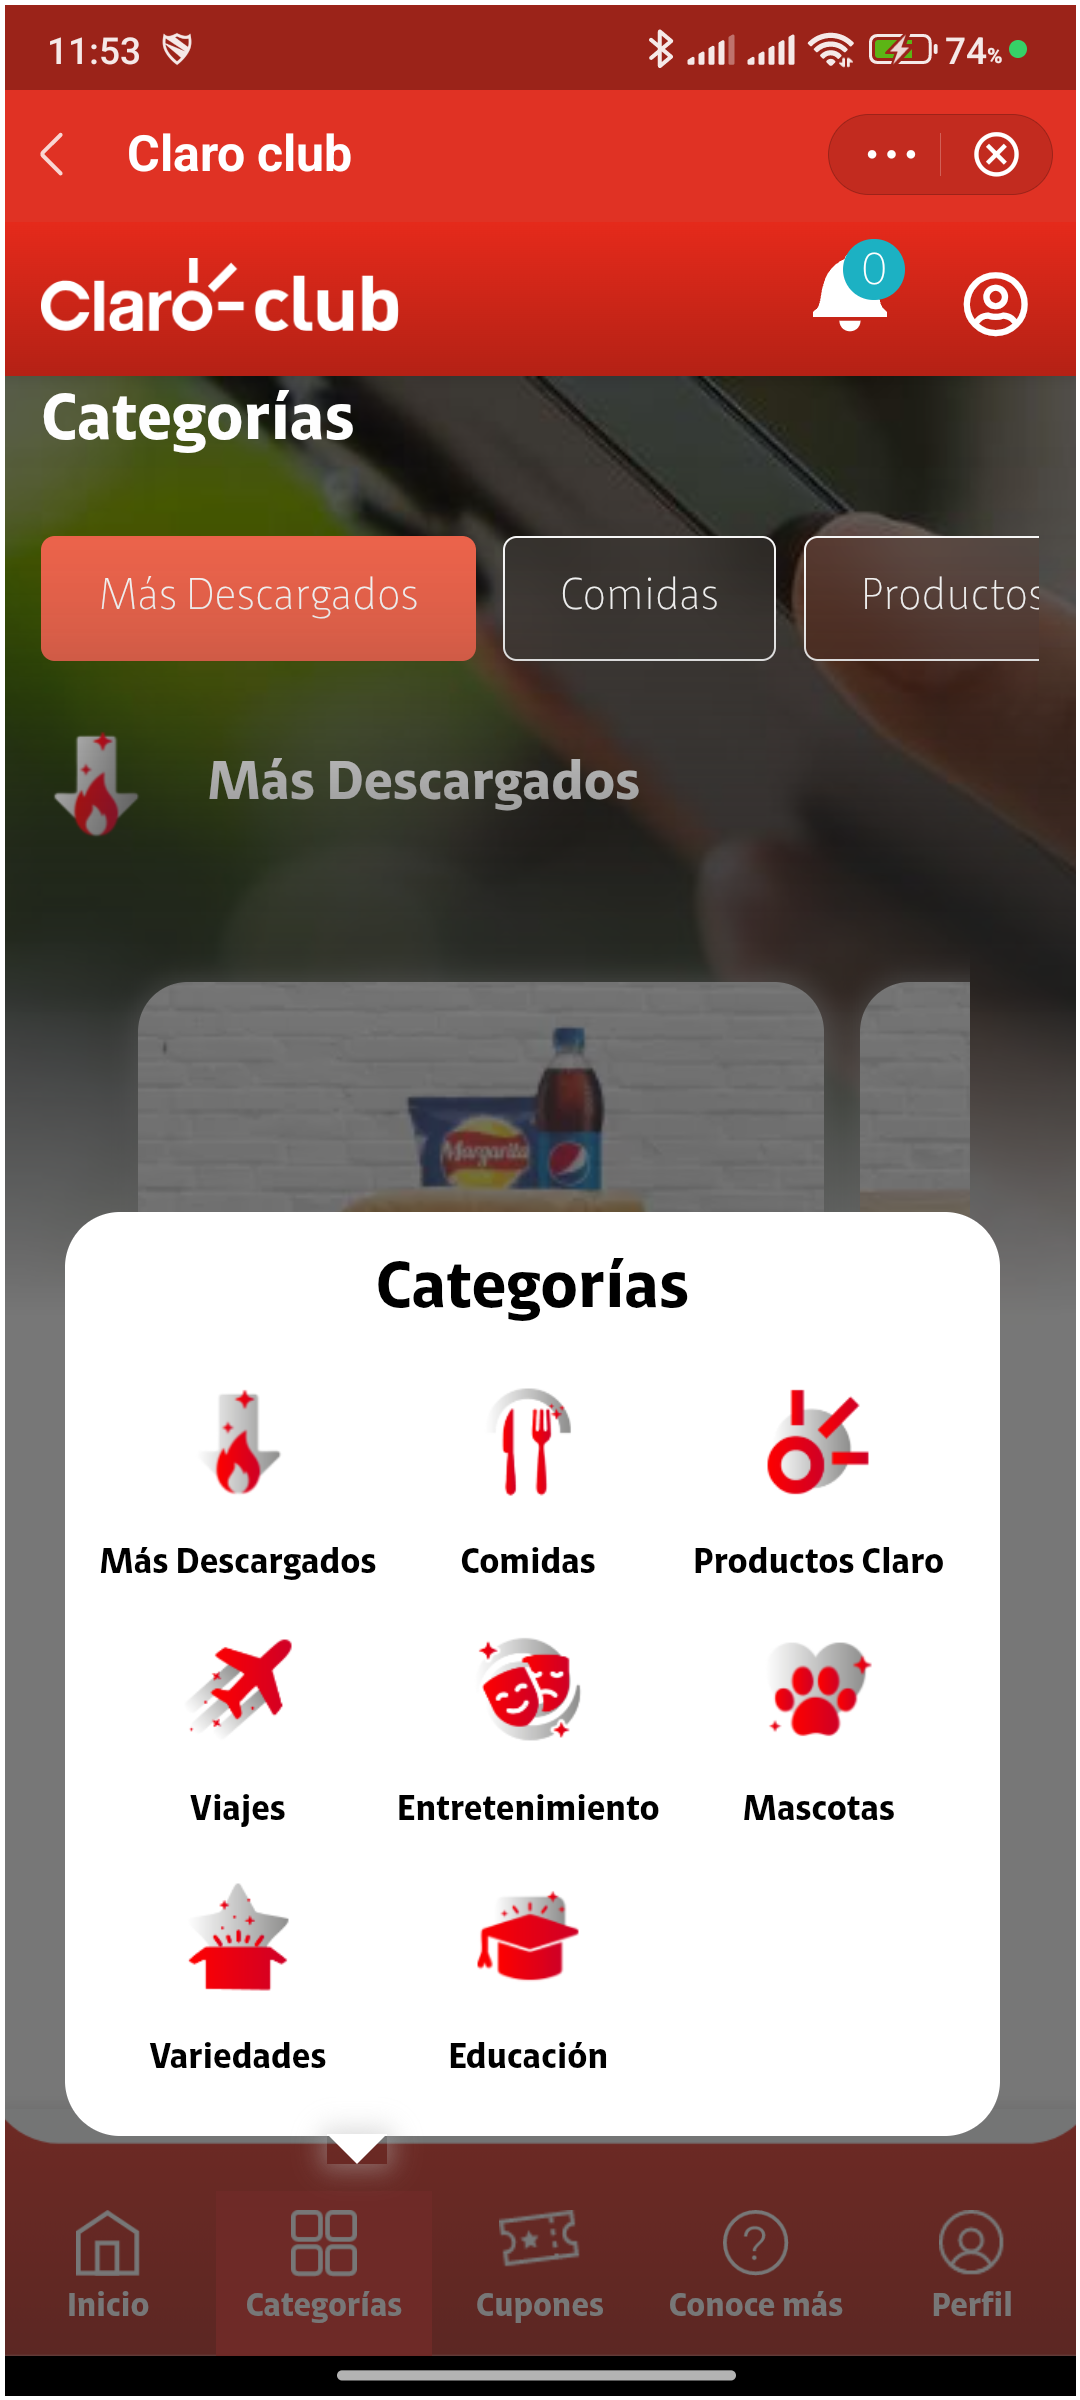 11:53
74%
Claro club
Claro club
0
Categorías
Más Descargados
Comidas
Productos
Más Descargados
Margarita
Categorías
Más Descargados
Comidas
Productos Claro
Viajes
Entretenimiento
Mascotas
Variedades
Educación
Inicio
Categorías
Cupones
Conoce más
Perfil